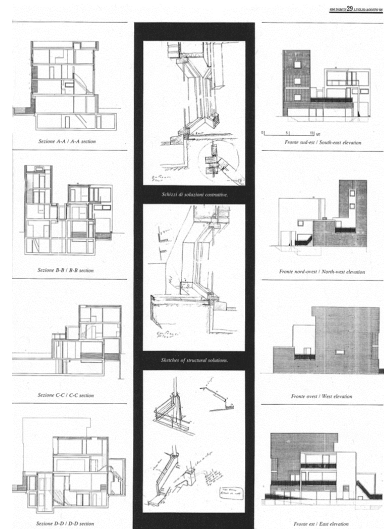 29
Sezione A-A / A-A section
Sezione B-B / B-B section
Sezione C-C / C-C section
Sezione D-D / D-D section
Schizzi di soluzioni costruttive.
Sketches of structural solutions.
Fronte sud-est / South-east elevation
Fronte nord-ovest / North-west elevation
Fronte ovest / West elevation
Fronte est / East elevation